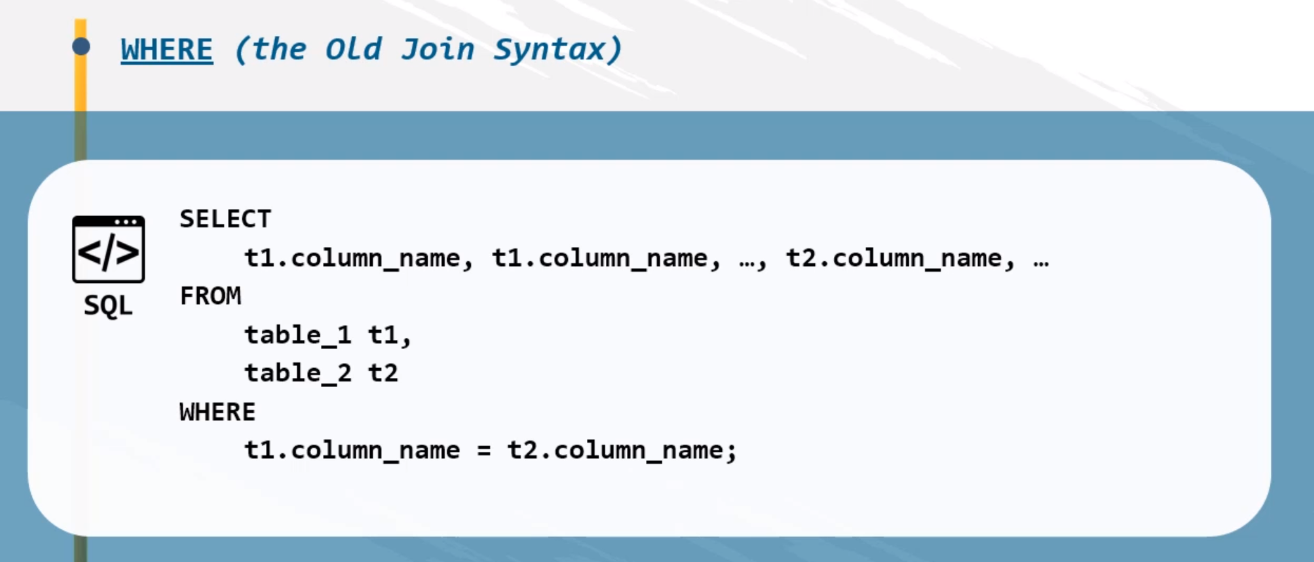 WHERE (the Old Join Syntax)
</>
SQL
SELECT
t1.column_name, t1.column_name, …, t2.column_name, …
FROM
table_1 t1,
table_2 t2
WHERE
t1.column_name = t2.column_name;